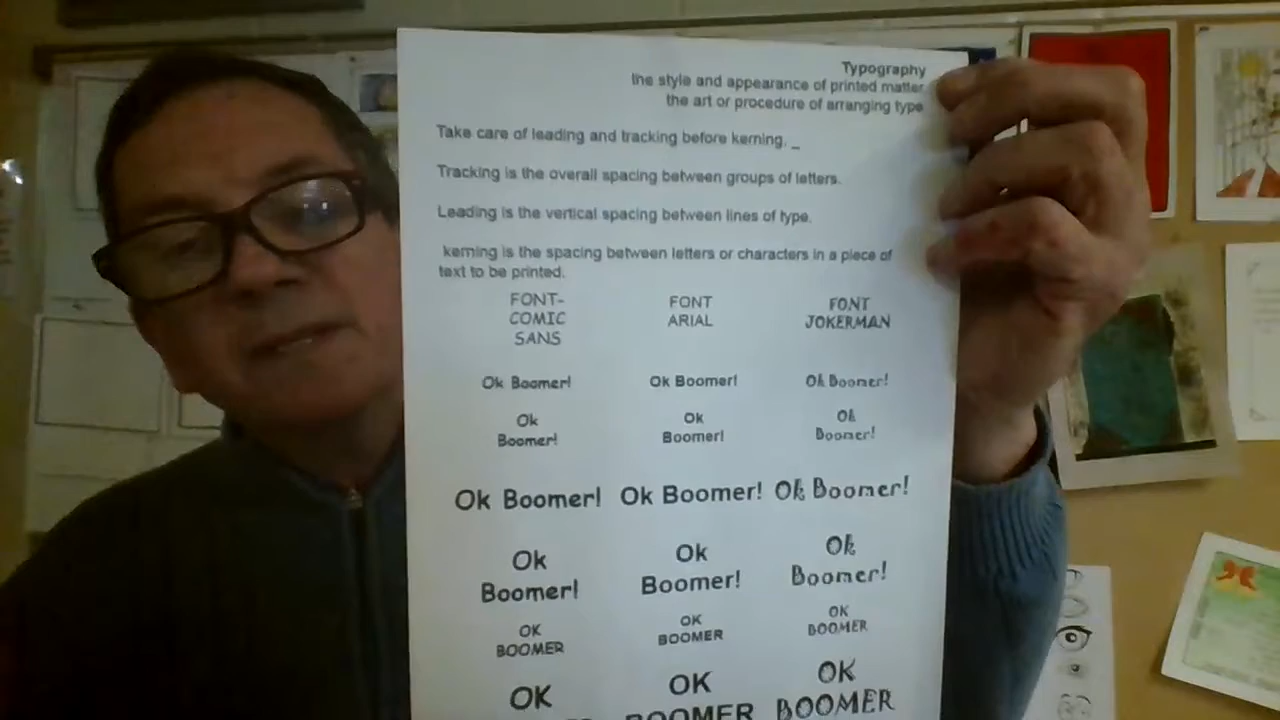 Typography
the style and appearance of printed matter
the art or procedure of arranging type
Take care of leading and tracking before kerning. _
Tracking is the overall spacing between groups of letters.
Leading is the vertical spacing between lines of type.
kerning is the spacing between letters or characters in a piece of
text to be printed.
FONT-
COMIC
SANS
FONT
ARIAL
FONT
JOKERMAN
Ok Boomer! Ok Boomer! Ok Boomer!
Ok
Boomer!
Ok
Boomer!
Ok
Boomer!
Ok Boomer! Ok Boomer! Ok Boomer!
Ok
Boomer!
Ok
Boomer!
Ok
Boomer!
OK
BOOMER
OK
BOOMER
OK
BOOMER
OK
OK
BOOMER
OK
BOOMER